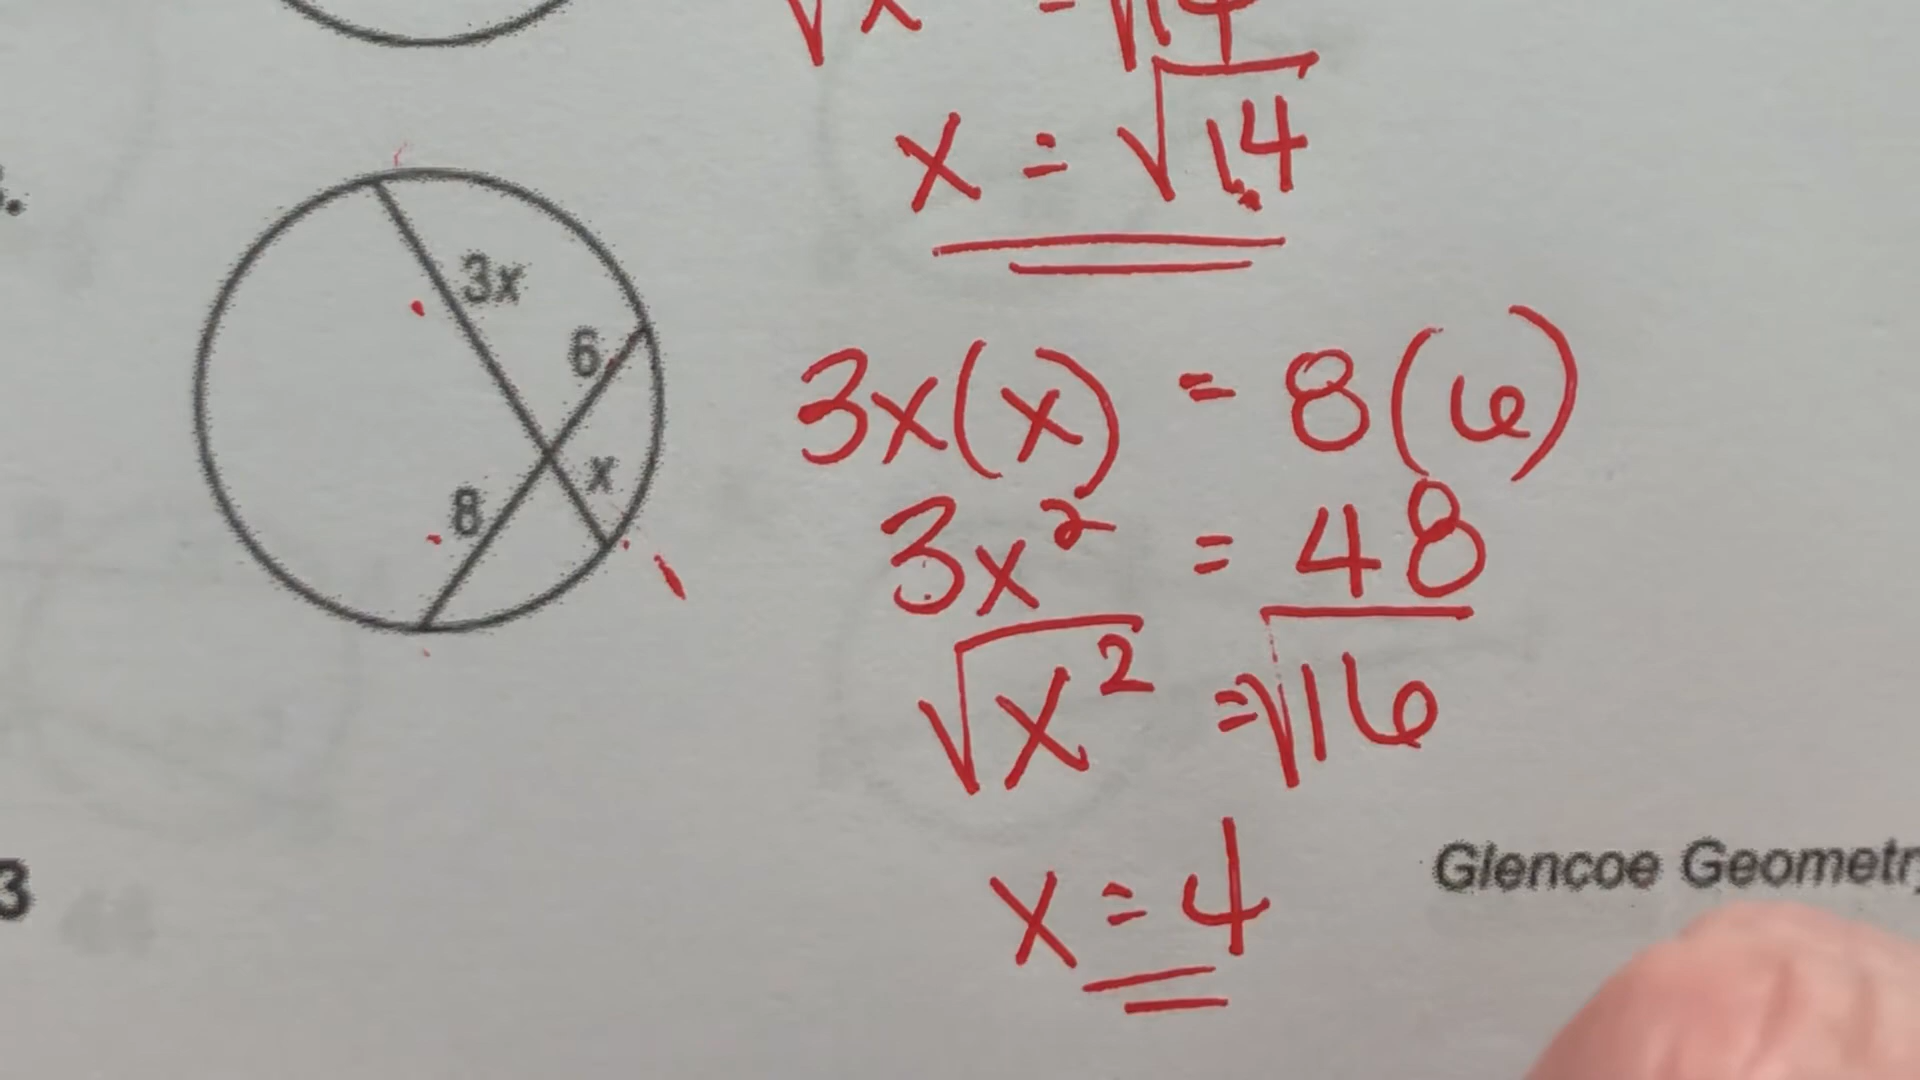 x = √14
3x
6
x
8
3x(x) = 8(6)
3x² = 48
√x² = √16
x = 4
Glencoe Geometr
3